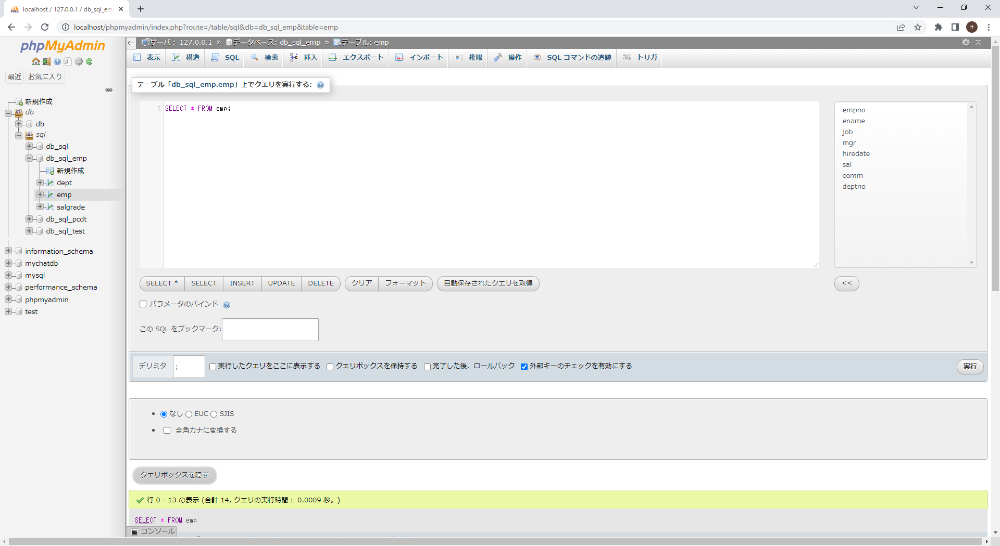 localhost / 127.0.0.1 / db_sql_em
localhost/phpmyadmin/index.php?route=/table/sql&db=db_sql_emp&table=emp
サ
phpMyAdmin
最近 お気に入り
新規作成
db
db
sql
db_sql
db_sql_emp
新規作成
dept
emp
salgrade
db_sql_pcdt
db_sql_test
information_schema
mychatdb
mysql
performance_schema
phpmyadmin
test
サーバ: 127.0.0.1 » データベース: db_sql_emp » テーブル: emp
表示 構造 SQL 検索 挿入 エクスポート インポート 権限 操作 SQL コマンドの追跡 トリガ
テーブル「db_sql_emp.emp」上でクエリを実行する:
1 SELECT * FROM emp;
empno
ename
job
mgr
hiredate
sal
comm
deptno
SELECT * SELECT INSERT UPDATE DELETE クリア フォーマット 自動保存されたクエリを取得 <<
パラメータのバインド
この SQL をブックマーク:
デリミタ ; 実行したクエリをここに表示する クエリボックスを保持する 完了した後、ロールバック 外部キーのチェックを有効にする 実行
なし EUC SJIS
全角カナに変換する
クエリボックスを隠す
行 0 - 13 の表示 (合計 14, クエリの実行時間: 0.0009 秒。)
SELECT * FROM emp
コンソール